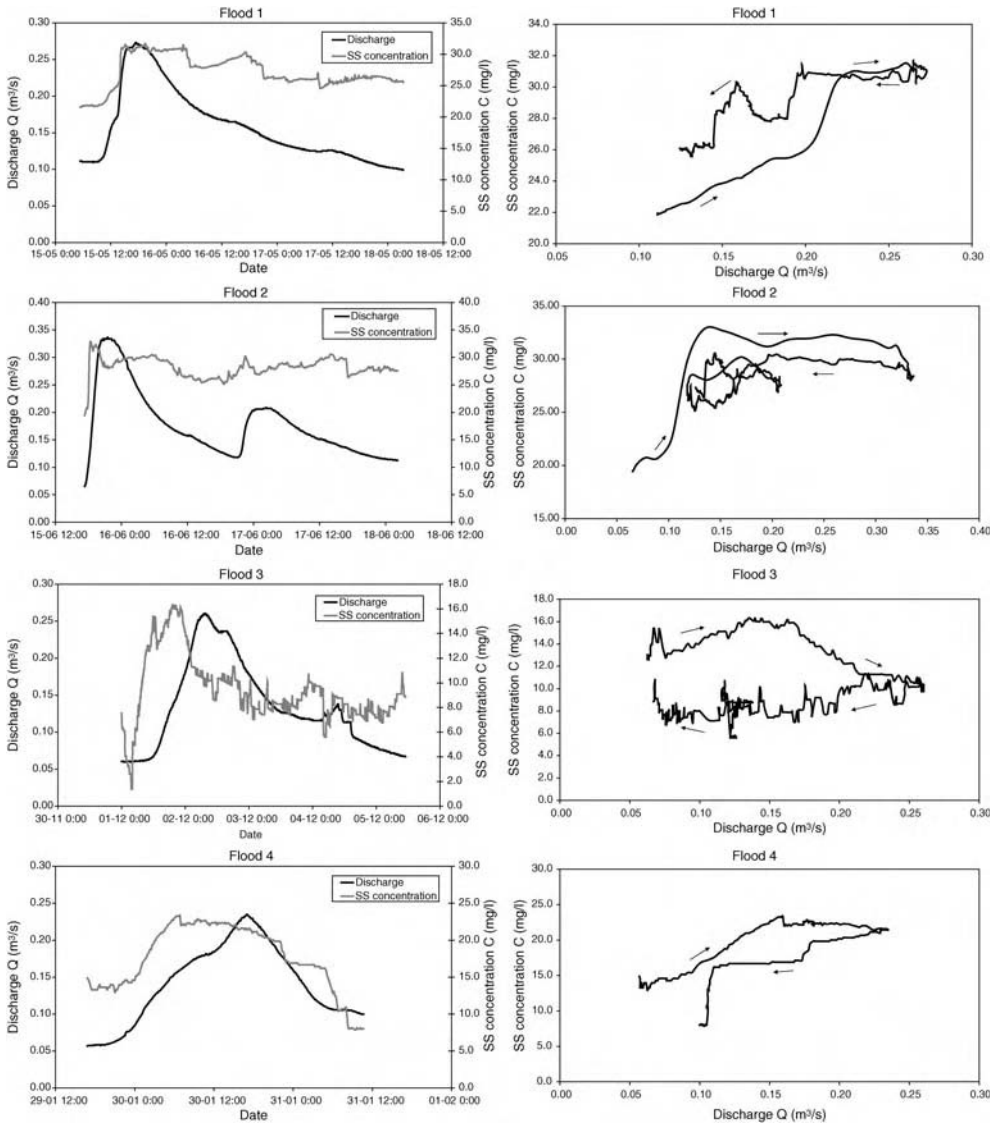 Flood 1
Discharge Q (m³/s)
0.30
0.25
0.20
0.15
0.10
0.05
0.00
Discharge
SS concentration
35.0
30.0
25.0
20.0
15.0
10.0
5.0
0.0
SS concentration C (mg/l)
15-05 0:00 15-05 12:00 16-05 0:00 16-05 12:00 17-05 0:00 17-05 12:00 18-05 0:00 18-05 12:00
Date
Flood 1
SS concentration C (mg/l)
34.0
32.0
30.0
28.0
26.0
24.0
22.0
20.0
0.05 0.10 0.15 0.20 0.25 0.30
Discharge Q (m³/s)
Flood 2
Discharge Q (m³/s)
0.40
0.35
0.30
0.25
0.20
0.15
0.10
0.05
0.00
Discharge
SS concentration
40.0
35.0
30.0
25.0
20.0
15.0
10.0
5.0
0.0
SS concentration C (mg/l)
15-06 12:00 16-06 0:00 16-06 12:00 17-06 0:00 17-06 12:00 18-06 0:00 18-06 12:00
Date
Flood 2
SS concentration C (mg/l)
35.00
30.00
25.00
20.00
15.00
0.00 0.10 0.20 0.30 0.40
Discharge Q (m³/s)
Flood 3
Discharge Q (m³/s)
0.30
0.25
0.20
0.15
0.10
0.05
0.00
Discharge
SS concentration
18.0
16.0
14.0
12.0
10.0
8.0
6.0
4.0
2.0
0.0
SS concentration C (mg/l)
30-11 0:00 01-12 0:00 02-12 0:00 03-12 0:00 04-12 0:00 05-12 0:00 06-12 0:00
Date
Flood 3
SS concentration C (mg/l)
18.0
16.0
14.0
12.0
10.0
8.0
6.0
4.0
2.0
0.0
0.00 0.10 0.15 0.20 0.25 0.30
Discharge Q (m³/s)
Flood 4
Discharge Q (m³/s)
0.30
0.25
0.20
0.15
0.10
0.05
0.00
Discharge
SS concentration
30.0
25.0
20.0
15.0
10.0
5.0
0.0
SS concentration C (mg/l)
29-01 12:00 30-01 0:00 30-01 12:00 31-01 0:00 31-01 12:00 01-02 0:00
Date
Flood 4
SS concentration C (mg/l)
30.0
25.0
20.0
15.0
10.0
5.0
0.0
0.00 0.10 0.15 0.20 0.25 0.30
Discharge Q (m³/s)